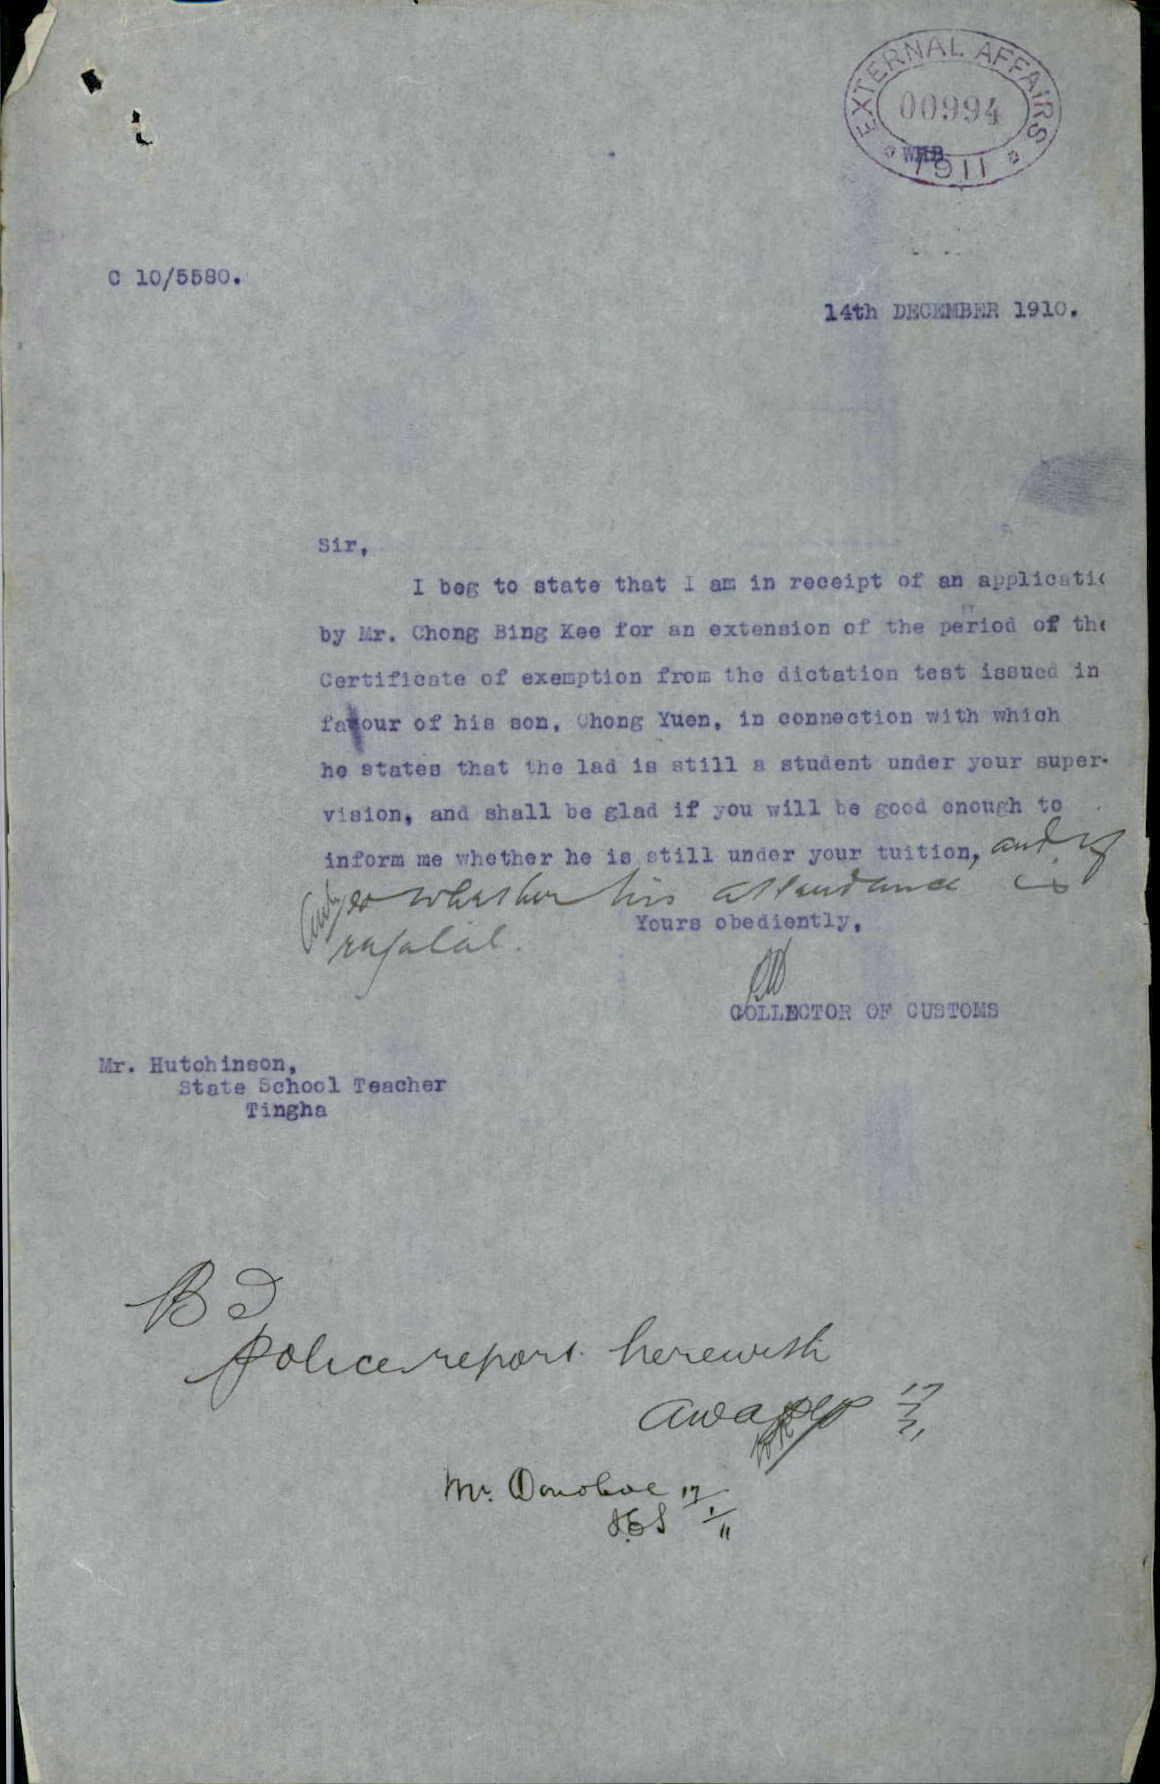 EXTERNAL AFFAIRS
00994
WHB
1911
C 10/5580.
14th DECEMBER 1910.
Sir,
I beg to state that I am in receipt of an applicatio
by Mr. Chong Bing Kee for an extension of the period of the
Certificate of exemption from the dictation test issued in
favour of his son, Chong Yuen, in connection with which
he states that the lad is still a student under your super-
vision, and shall be glad if you will be good enough to
inform me whether he is still under your tuition, and if
so whether his attendance is
regular.
Yours obediently,
COLLECTOR OF CUSTOMS
Mr. Hutchinson,
State School Teacher
Tingha
Police report herewith
17
Mr. Donohoe 17/1/11